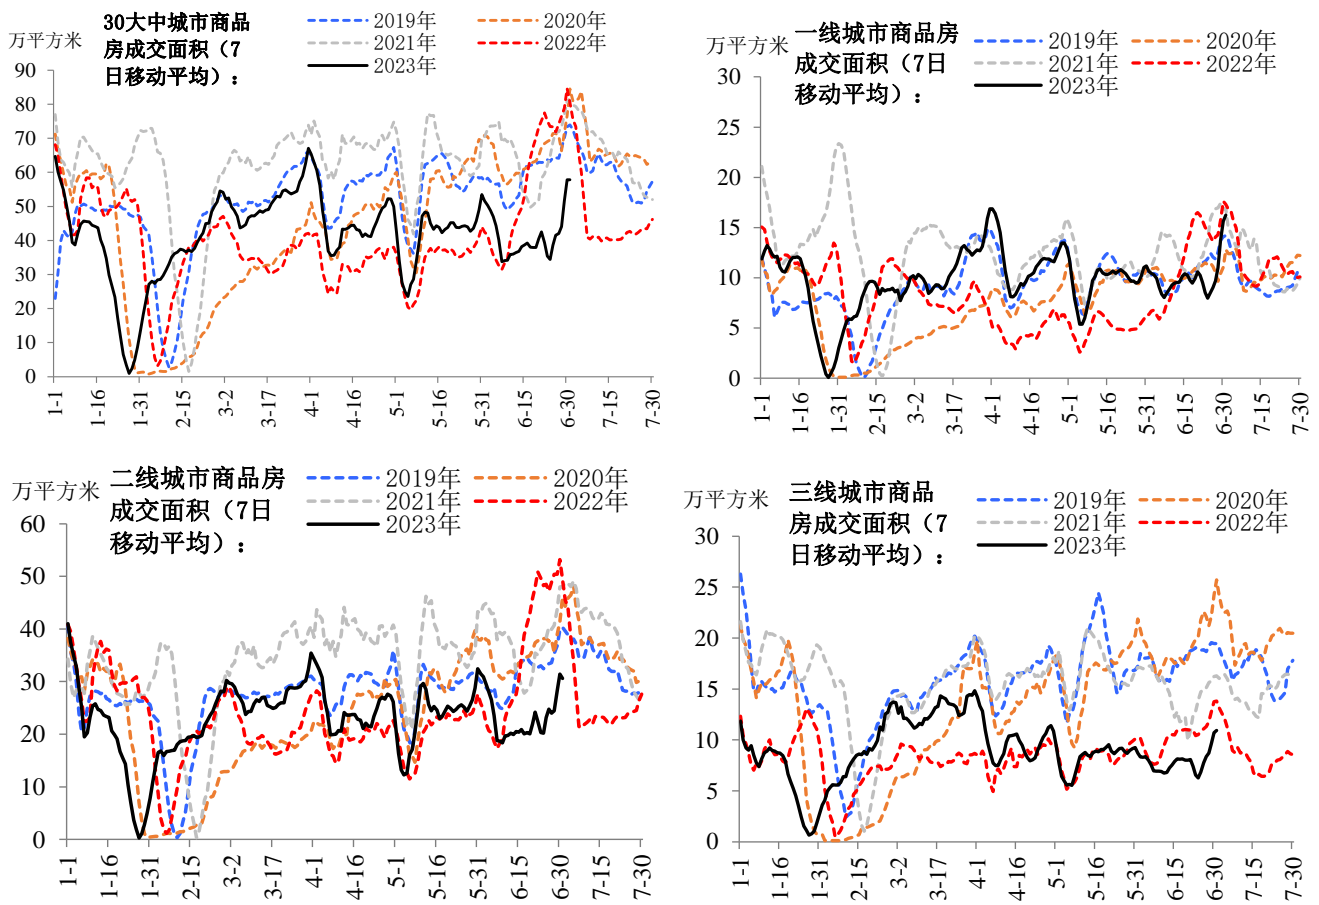 30大中城市商品
房成交面积（7
日移动平均）：
万平方米
2019年
2020年
2021年
2022年
2023年
90
80
70
60
50
40
30
20
10
0
1-1
1-16
1-31
2-15
3-2
3-17
4-1
4-16
5-1
5-16
5-31
6-15
6-30
7-15
7-30
一线城市商品房
成交面积（7日
移动平均）：
万平方米
2019年
2020年
2021年
2022年
2023年
30
25
20
15
10
5
0
1-1
1-16
1-31
2-15
3-2
3-17
4-1
4-16
5-1
5-16
5-31
6-15
6-30
7-15
7-30
二线城市商品房
成交面积（7日
移动平均）：
万平方米
2019年
2020年
2021年
2022年
2023年
60
50
40
30
20
10
0
1-1
1-16
1-31
2-15
3-2
3-17
4-1
4-16
5-1
5-16
5-31
6-15
6-30
7-15
7-30
三线城市商品
房成交面积（7
日移动平均）：
万平方米
2019年
2020年
2021年
2022年
2023年
30
25
20
15
10
5
0
1-1
1-16
1-31
2-15
3-2
3-17
4-1
4-16
5-1
5-16
5-31
6-15
6-30
7-15
7-30